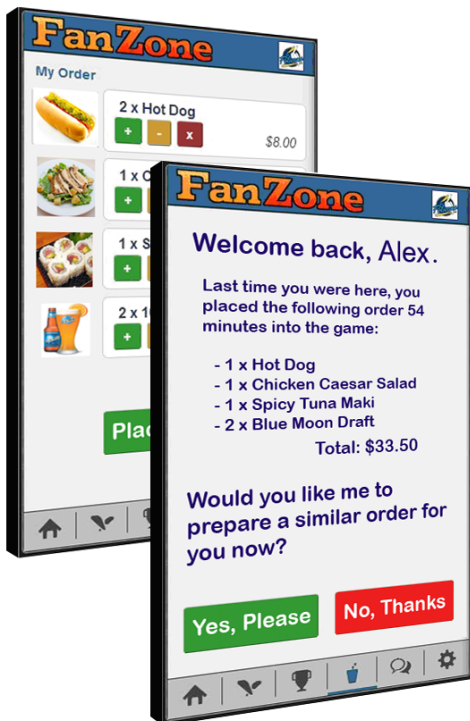 FanZone
My Order
2 x Hot Dog
+ - x
$8.00
1 x C
+
1 x S
+
2 x 1
+
Plac
FanZone
Welcome back, Alex.
Last time you were here, you
placed the following order 54
minutes into the game:
- 1 x Hot Dog
- 1 x Chicken Caesar Salad
- 1 x Spicy Tuna Maki
- 2 x Blue Moon Draft
Total: $33.50
Would you like me to
prepare a similar order for
you now?
Yes, Please
No, Thanks